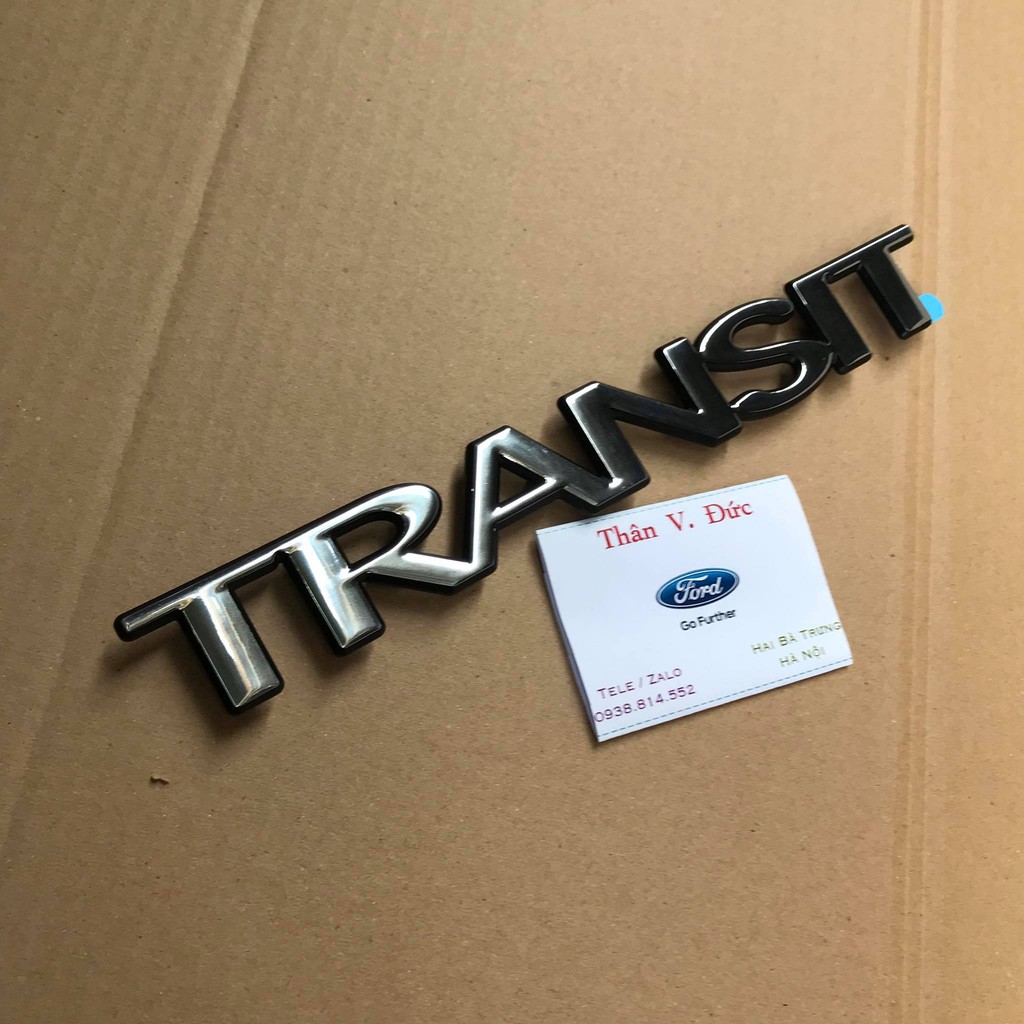 TRANSIT
Thân V. Đức
Ford
Go Further
HAI BÀ TRƯNG
HÀ NỘI
TELE / ZALO
0938.814.552